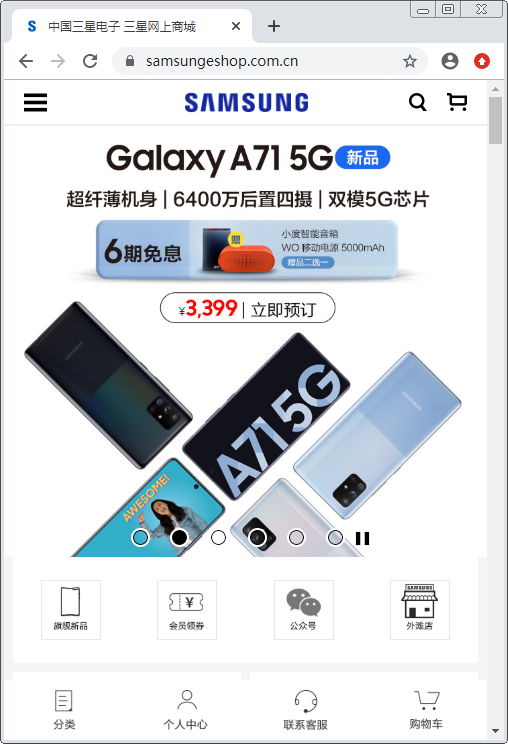 中国三星电子 三星网上商城
samsungeshop.com.cn
SAMSUNG
Galaxy A71 5G 新品
超纤薄机身 | 6400万后置四摄 | 双模5G芯片
6期免息
赠
小度智能音箱
WO 移动电源 5000mAh
赠品二选一
¥3,399 | 立即预订
SAMSUNG
A71 5G
SAMSUNG
AWESOME!
旗舰新品
¥
会员领券
公众号
SAMSUNG
外滩店
分类
个人中心
联系客服
购物车